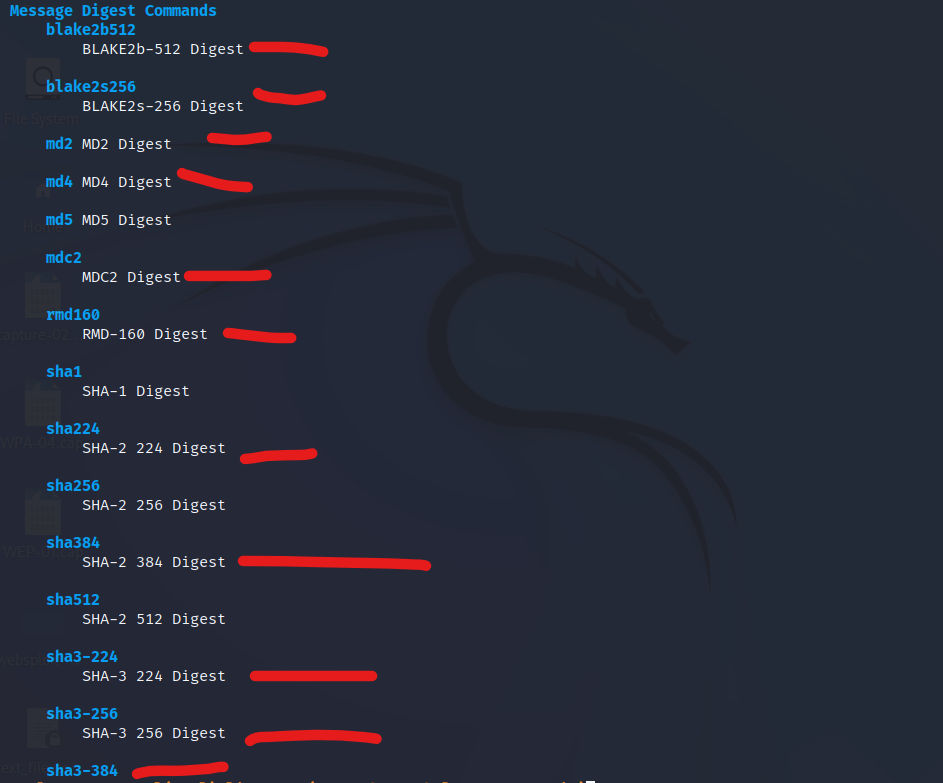 Message Digest Commands
blake2b512
BLAKE2b-512 Digest
blake2s256
BLAKE2s-256 Digest
md2 MD2 Digest
md4 MD4 Digest
md5 MD5 Digest
mdc2
MDC2 Digest
rmd160
RMD-160 Digest
sha1
SHA-1 Digest
sha224
SHA-2 224 Digest
sha256
SHA-2 256 Digest
sha384
SHA-2 384 Digest
sha512
SHA-2 512 Digest
sha3-224
SHA-3 224 Digest
sha3-256
SHA-3 256 Digest
sha3-384